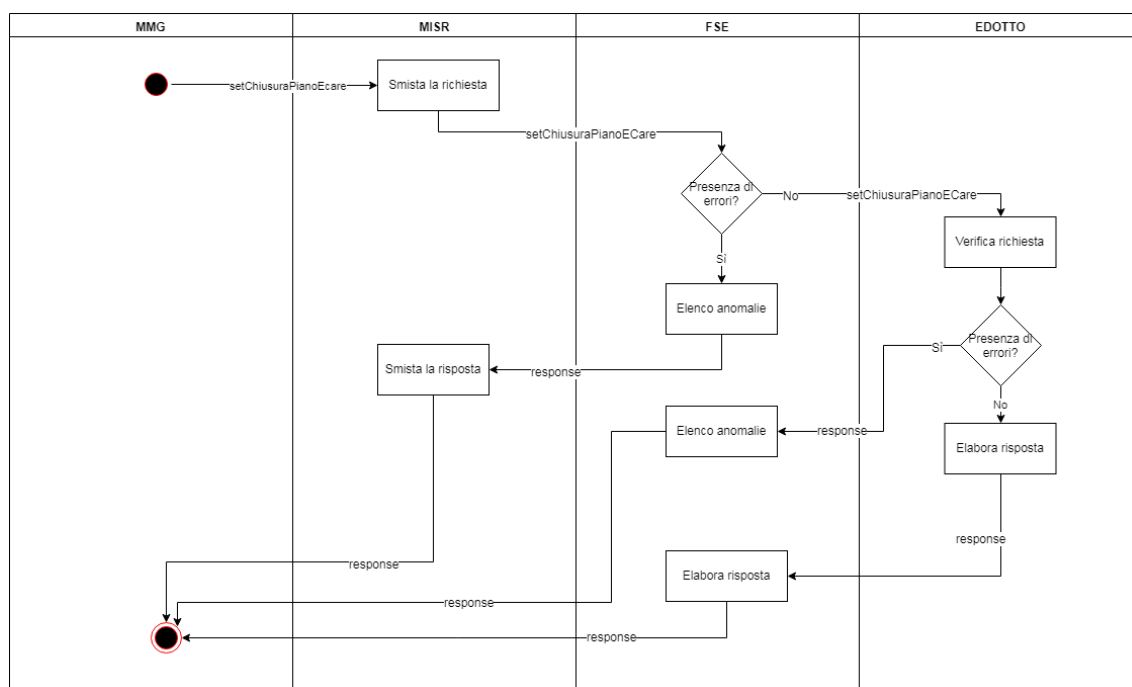 MMG
MISR
FSE
EDOTTO
setChiusuraPianoEcare
Smista la richiesta
setChiusuraPianoECare
Presenza di
errori?
No
setChiusuraPianoECare
Verifica richiesta
Sì
Elenco anomalie
Presenza di
errori?
Sì
Smista la risposta
response
No
Elenco anomalie
response
Elabora risposta
response
response
Elabora risposta
response
response